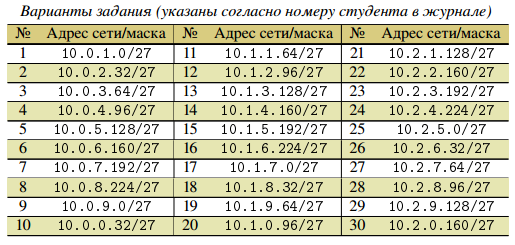 Варианты задания (указаны согласно номеру студента в журнале)
№ Адрес сети/маска № Адрес сети/маска № Адрес сети/маска
1 10.0.1.0/27 11 10.1.1.64/27 21 10.2.1.128/27
2 10.0.2.32/27 12 10.1.2.96/27 22 10.2.2.160/27
3 10.0.3.64/27 13 10.1.3.128/27 23 10.2.3.192/27
4 10.0.4.96/27 14 10.1.4.160/27 24 10.2.4.224/27
5 10.0.5.128/27 15 10.1.5.192/27 25 10.2.5.0/27
6 10.0.6.160/27 16 10.1.6.224/27 26 10.2.6.32/27
7 10.0.7.192/27 17 10.1.7.0/27 27 10.2.7.64/27
8 10.0.8.224/27 18 10.1.8.32/27 28 10.2.8.96/27
9 10.0.9.0/27 19 10.1.9.64/27 29 10.2.9.128/27
10 10.0.0.32/27 20 10.1.0.96/27 30 10.2.0.160/27